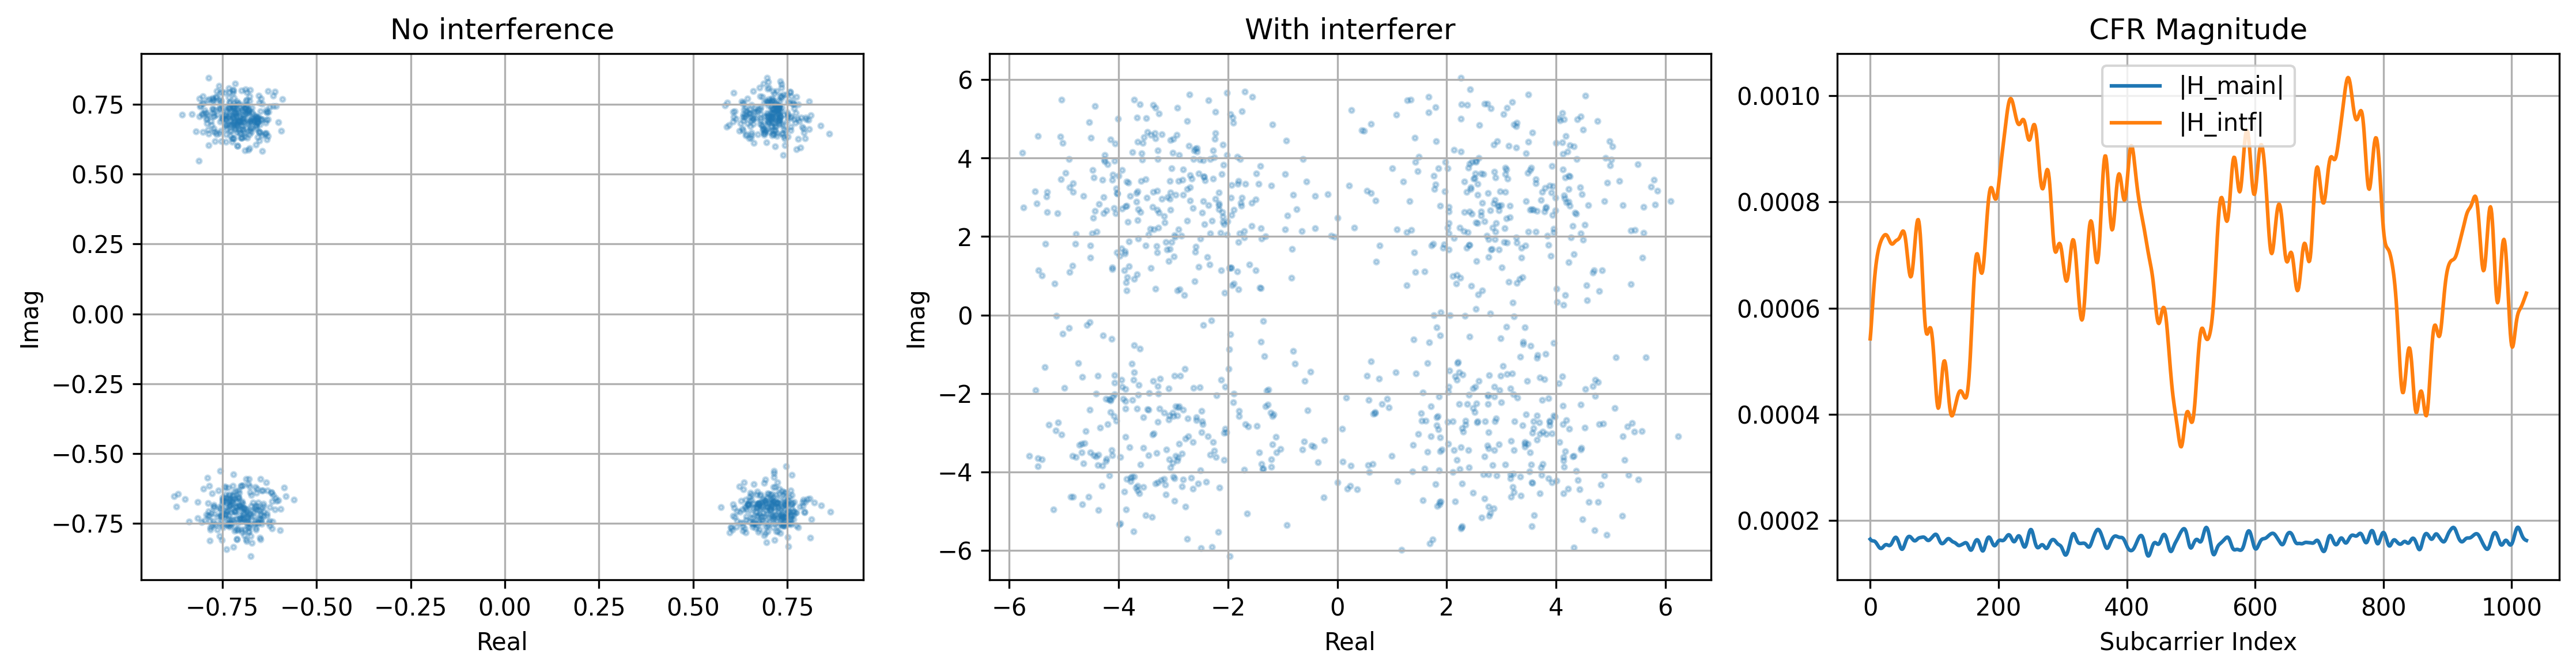 No interference
0.75
0.50
0.25
0.00
−0.25
−0.50
−0.75
Imag
−0.75 −0.50 −0.25 0.00 0.25 0.50 0.75
Real
With interferer
6
4
2
0
−2
−4
−6
Imag
−6 −4 −2 0 2 4 6
Real
CFR Magnitude
|H_main|
|H_intf|
0.0010
0.0008
0.0006
0.0004
0.0002
0 200 400 600 800 1000
Subcarrier Index